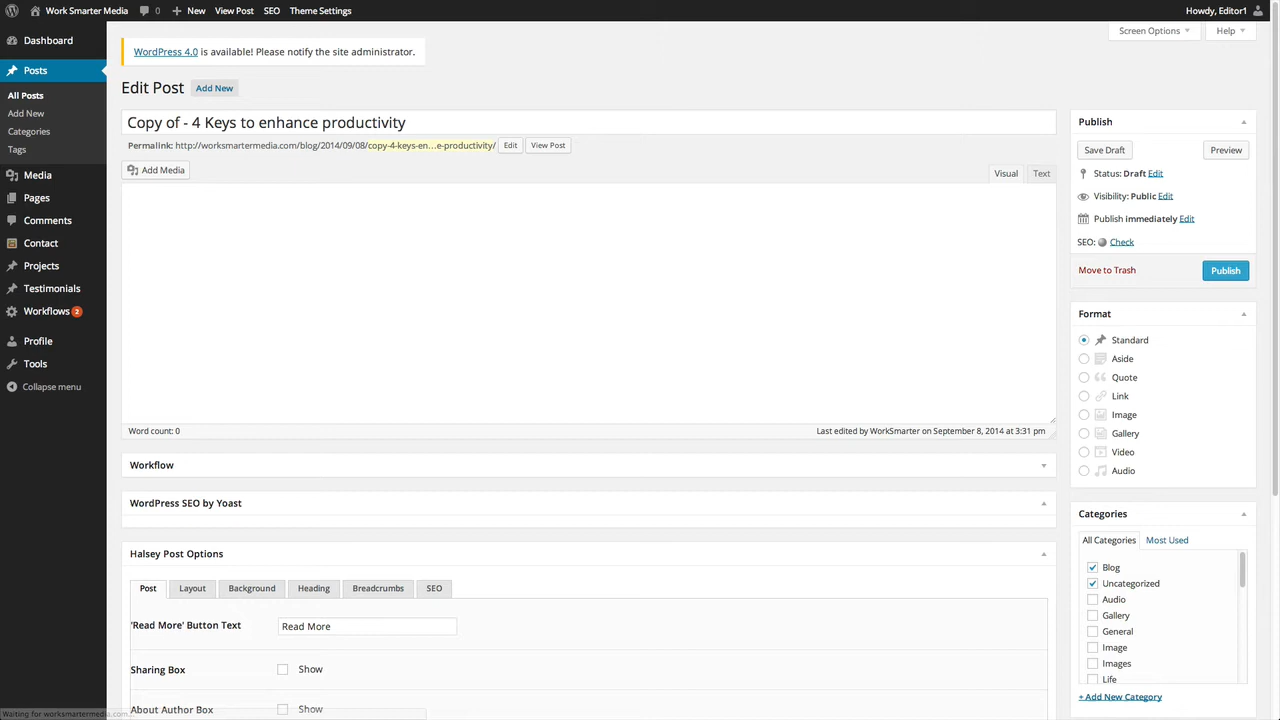 Work Smarter Media 0 New View Post SEO Theme Settings Howdy, Editor1
Screen Options Help
Dashboard
Posts
All Posts
Add New
Categories
Tags
Media
Pages
Comments
Contact
Projects
Testimonials
Workflows 2
Profile
Tools
Collapse menu
WordPress 4.0 is available! Please notify the site administrator.
Edit Post Add New
Copy of - 4 Keys to enhance productivity
Permalink: http://worksmartermedia.com/blog/2014/09/08/copy-4-keys-en...e-productivity/ Edit View Post
Add Media Visual Text
Word count: 0 Last edited by WorkSmarter on September 8, 2014 at 3:31 pm
Workflow
WordPress SEO by Yoast
Halsey Post Options
Post Layout Background Heading Breadcrumbs SEO
'Read More' Button Text Read More
Sharing Box Show
About Author Box Show
Publish
Save Draft Preview
Status: Draft Edit
Visibility: Public Edit
Publish immediately Edit
SEO: Check
Move to Trash Publish
Format
Standard
Aside
Quote
Link
Image
Gallery
Video
Audio
Categories
All Categories Most Used
Blog
Uncategorized
Audio
Gallery
General
Image
Images
Life
+ Add New Category
Waiting for worksmartermedia.com...